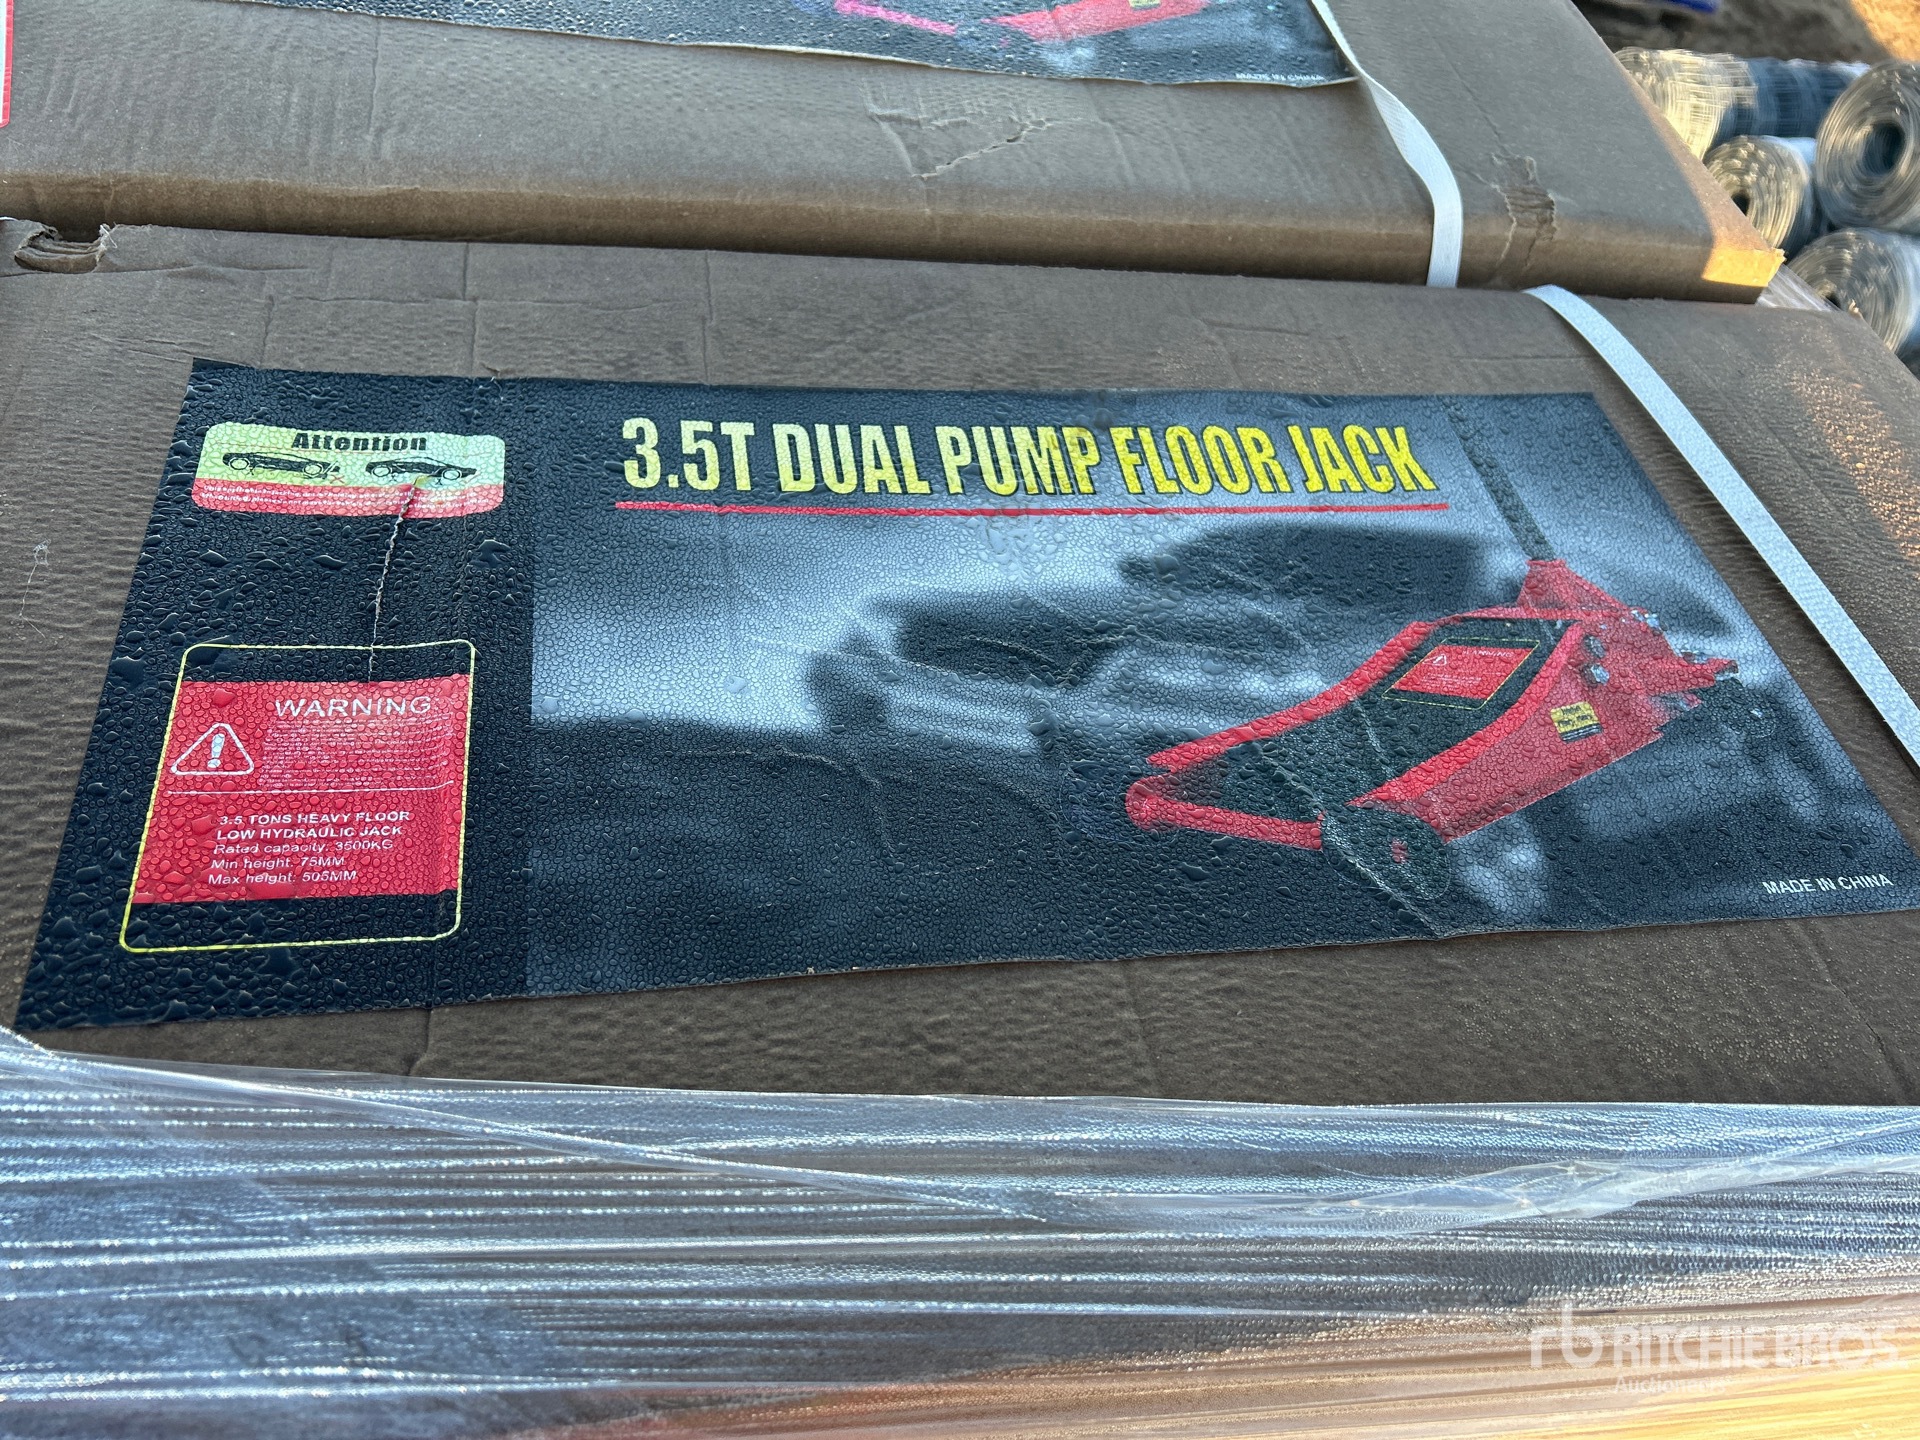 MADE IN CHINA
Attention
3.5T DUAL PUMP FLOOR JACK
WARNING
3.5 TONS HEAVY FLOOR
LOW HYDRAULIC JACK
Rated capacity: 3500KG
Min height: 75MM
Max height: 505MM
MADE IN CHINA
rb RITCHIE BROS.
Auctioneers